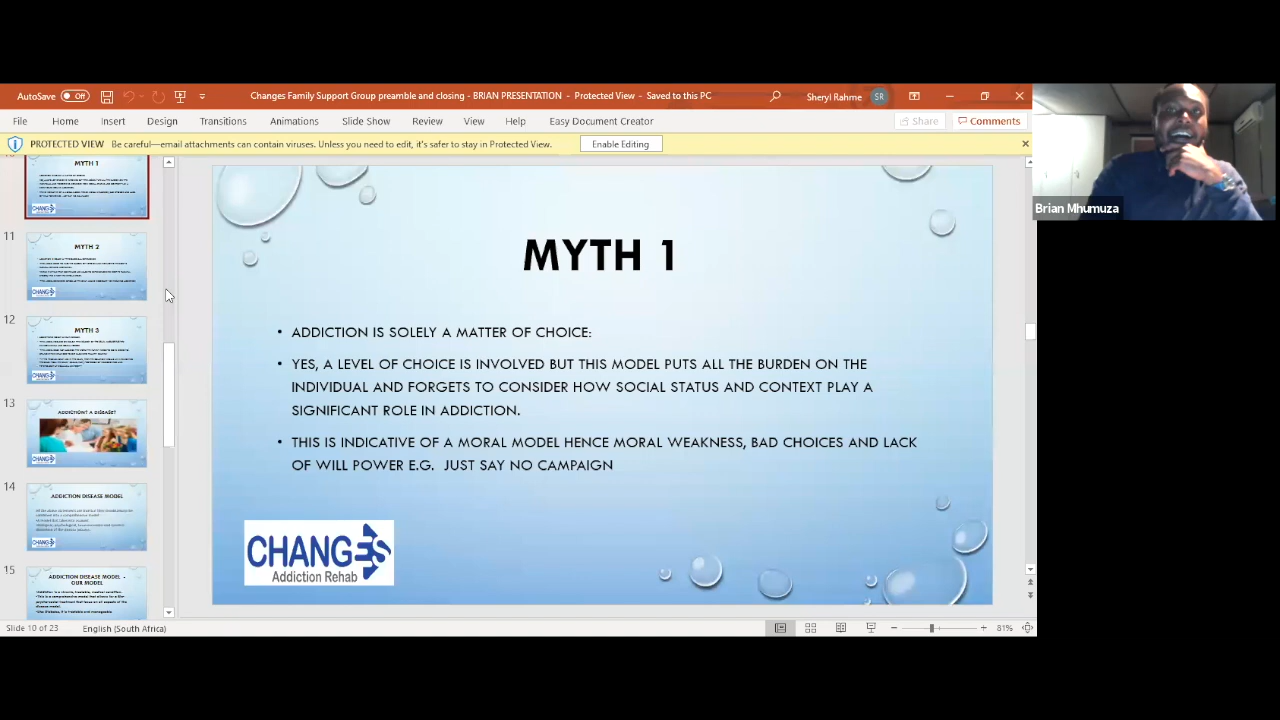 AutoSave Off
Changes Family Support Group preamble and closing - BRIAN PRESENTATION - Protected View - Saved to this PC
Sheryl Rahme SR
File Home Insert Design Transitions Animations Slide Show Review View Help Easy Document Creator Share Comments
PROTECTED VIEW Be careful—email attachments can contain viruses. Unless you need to edit, it's safer to stay in Protected View. Enable Editing
MYTH 1
CHANGES
11
MYTH 2
CHANGES
12
MYTH 3
CHANGES
13
ADDICTION? A DISEASE?
CHANGES
14
ADDICTION DISEASE MODEL
CHANGES
15
ADDICTION DISEASE MODEL -
OUR MODEL
MYTH 1
• ADDICTION IS SOLELY A MATTER OF CHOICE:
• YES, A LEVEL OF CHOICE IS INVOLVED BUT THIS MODEL PUTS ALL THE BURDEN ON THE
INDIVIDUAL AND FORGETS TO CONSIDER HOW SOCIAL STATUS AND CONTEXT PLAY A
SIGNIFICANT ROLE IN ADDICTION.
• THIS IS INDICATIVE OF A MORAL MODEL HENCE MORAL WEAKNESS, BAD CHOICES AND LACK
OF WILL POWER E.G. JUST SAY NO CAMPAIGN
CHANGES
Addiction Rehab
Brian Mhumuza
Slide 10 of 23 English (South Africa) 81%